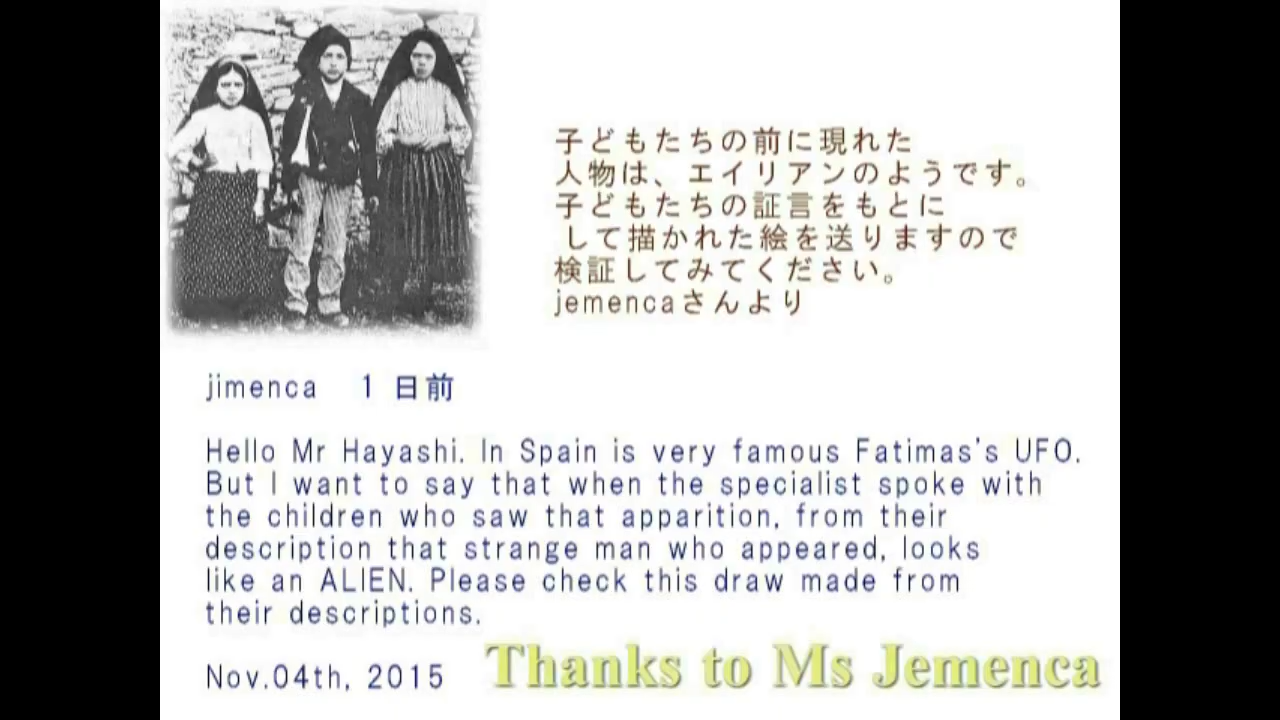 子どもたちの前に現れた
人物は、エイリアンのようです。
子どもたちの証言をもとに
して描かれた絵を送りますので
検証してみてください。
jemencaさんより
jimenca 1 日前
Hello Mr Hayashi. In Spain is very famous Fatimas's UFO.
But I want to say that when the specialist spoke with
the children who saw that apparition, from their
description that strange man who appeared, looks
like an ALIEN. Please check this draw made from
their descriptions.
Nov.04th, 2015
Thanks to Ms Jemenca